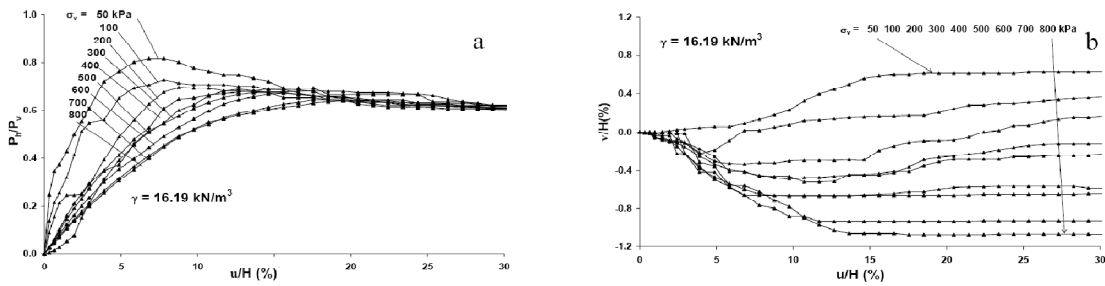 σv = 50 kPa
100
200
300
400
500
600
700
800
a
γ = 16.19 kN/m³
Ph/Pv
1.0
0.8
0.6
0.4
0.2
0.0
0 5 10 15 20 25 30
u/H (%)
γ = 16.19 kN/m³
σv = 50 100 200 300 400 500 600 700 800 kPa
b
v/H(%)
1.2
0.8
0.4
-0.0
-0.4
-0.8
-1.2
0 5 10 15 20 25 30
u/H (%)